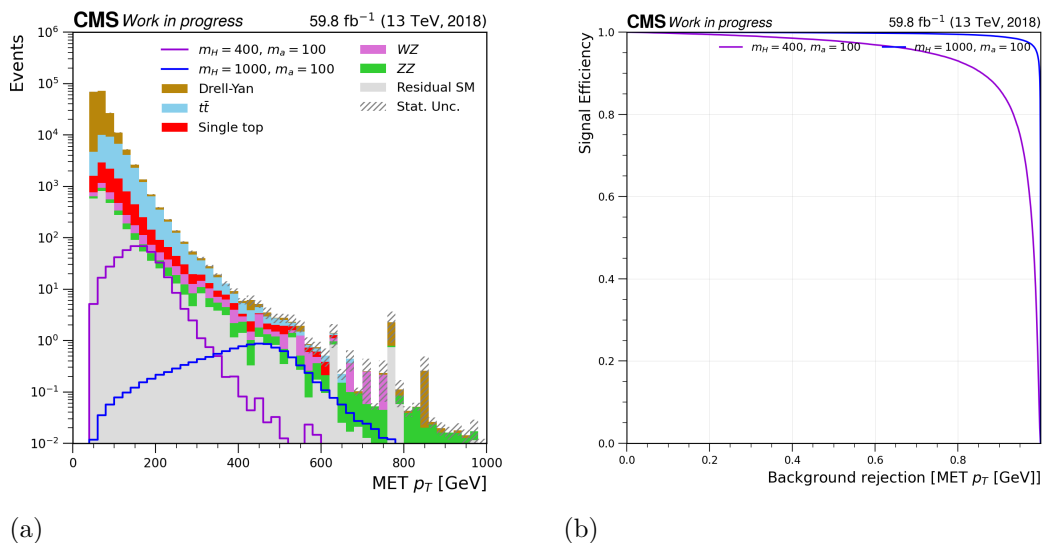 CMS Work in progress 59.8 fb⁻¹ (13 TeV, 2018)
Events
10⁶
10⁵
10⁴
10³
10²
10¹
10⁰
10⁻¹
10⁻²
m_H = 400, m_a = 100
m_H = 1000, m_a = 100
Drell-Yan
tt̄
Single top
WZ
ZZ
Residual SM
Stat. Unc.
0 200 400 600 800 1000
MET p_T [GeV]
(a)
CMS Work in progress 59.8 fb⁻¹ (13 TeV, 2018)
Signal Efficiency
1.0
0.8
0.6
0.4
0.2
0.0
m_H = 400, m_a = 100 m_H = 1000, m_a = 100
0.0 0.2 0.4 0.6 0.8
Background rejection [MET p_T [GeV]]
(b)